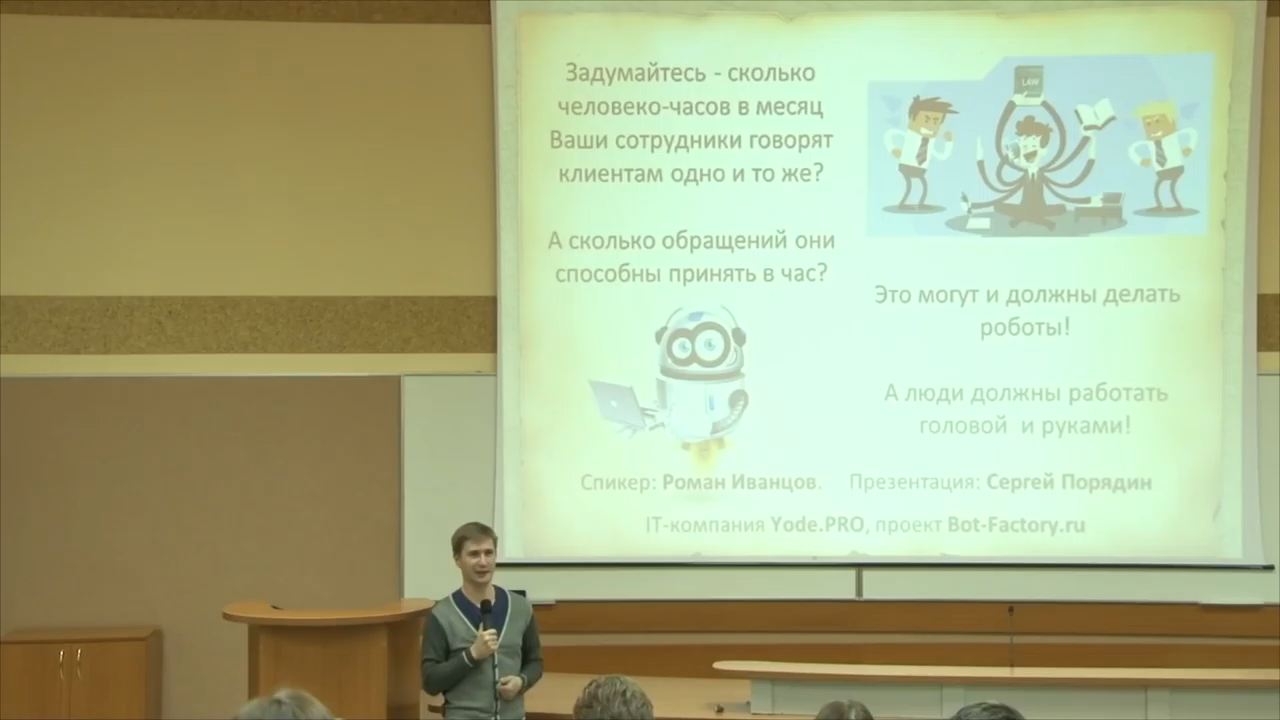 Задумайтесь - сколько
человеко-часов в месяц
Ваши сотрудники говорят
клиентам одно и то же?
А сколько обращений они
способны принять в час?
LAW
Это могут и должны делать
роботы!
А люди должны работать
головой и руками!
Спикер: Роман Иванцов. Презентация: Сергей Порядин
IT-компания Yode.PRO, проект Bot-Factory.ru